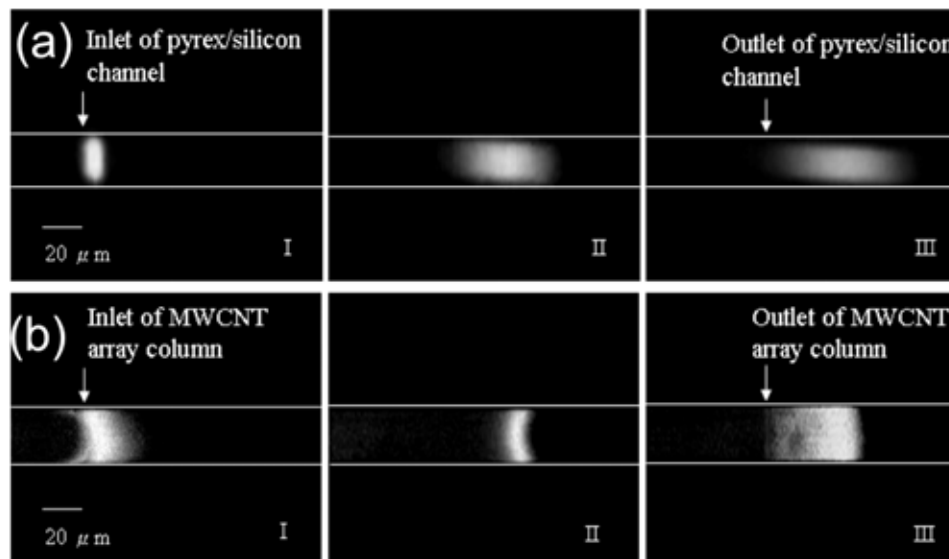 (a)
Inlet of pyrex/silicon
channel
Outlet of pyrex/silicon
channel
20 μm
I
II
III
(b)
Inlet of MWCNT
array column
Outlet of MWCNT
array column
20 μm
I
II
III